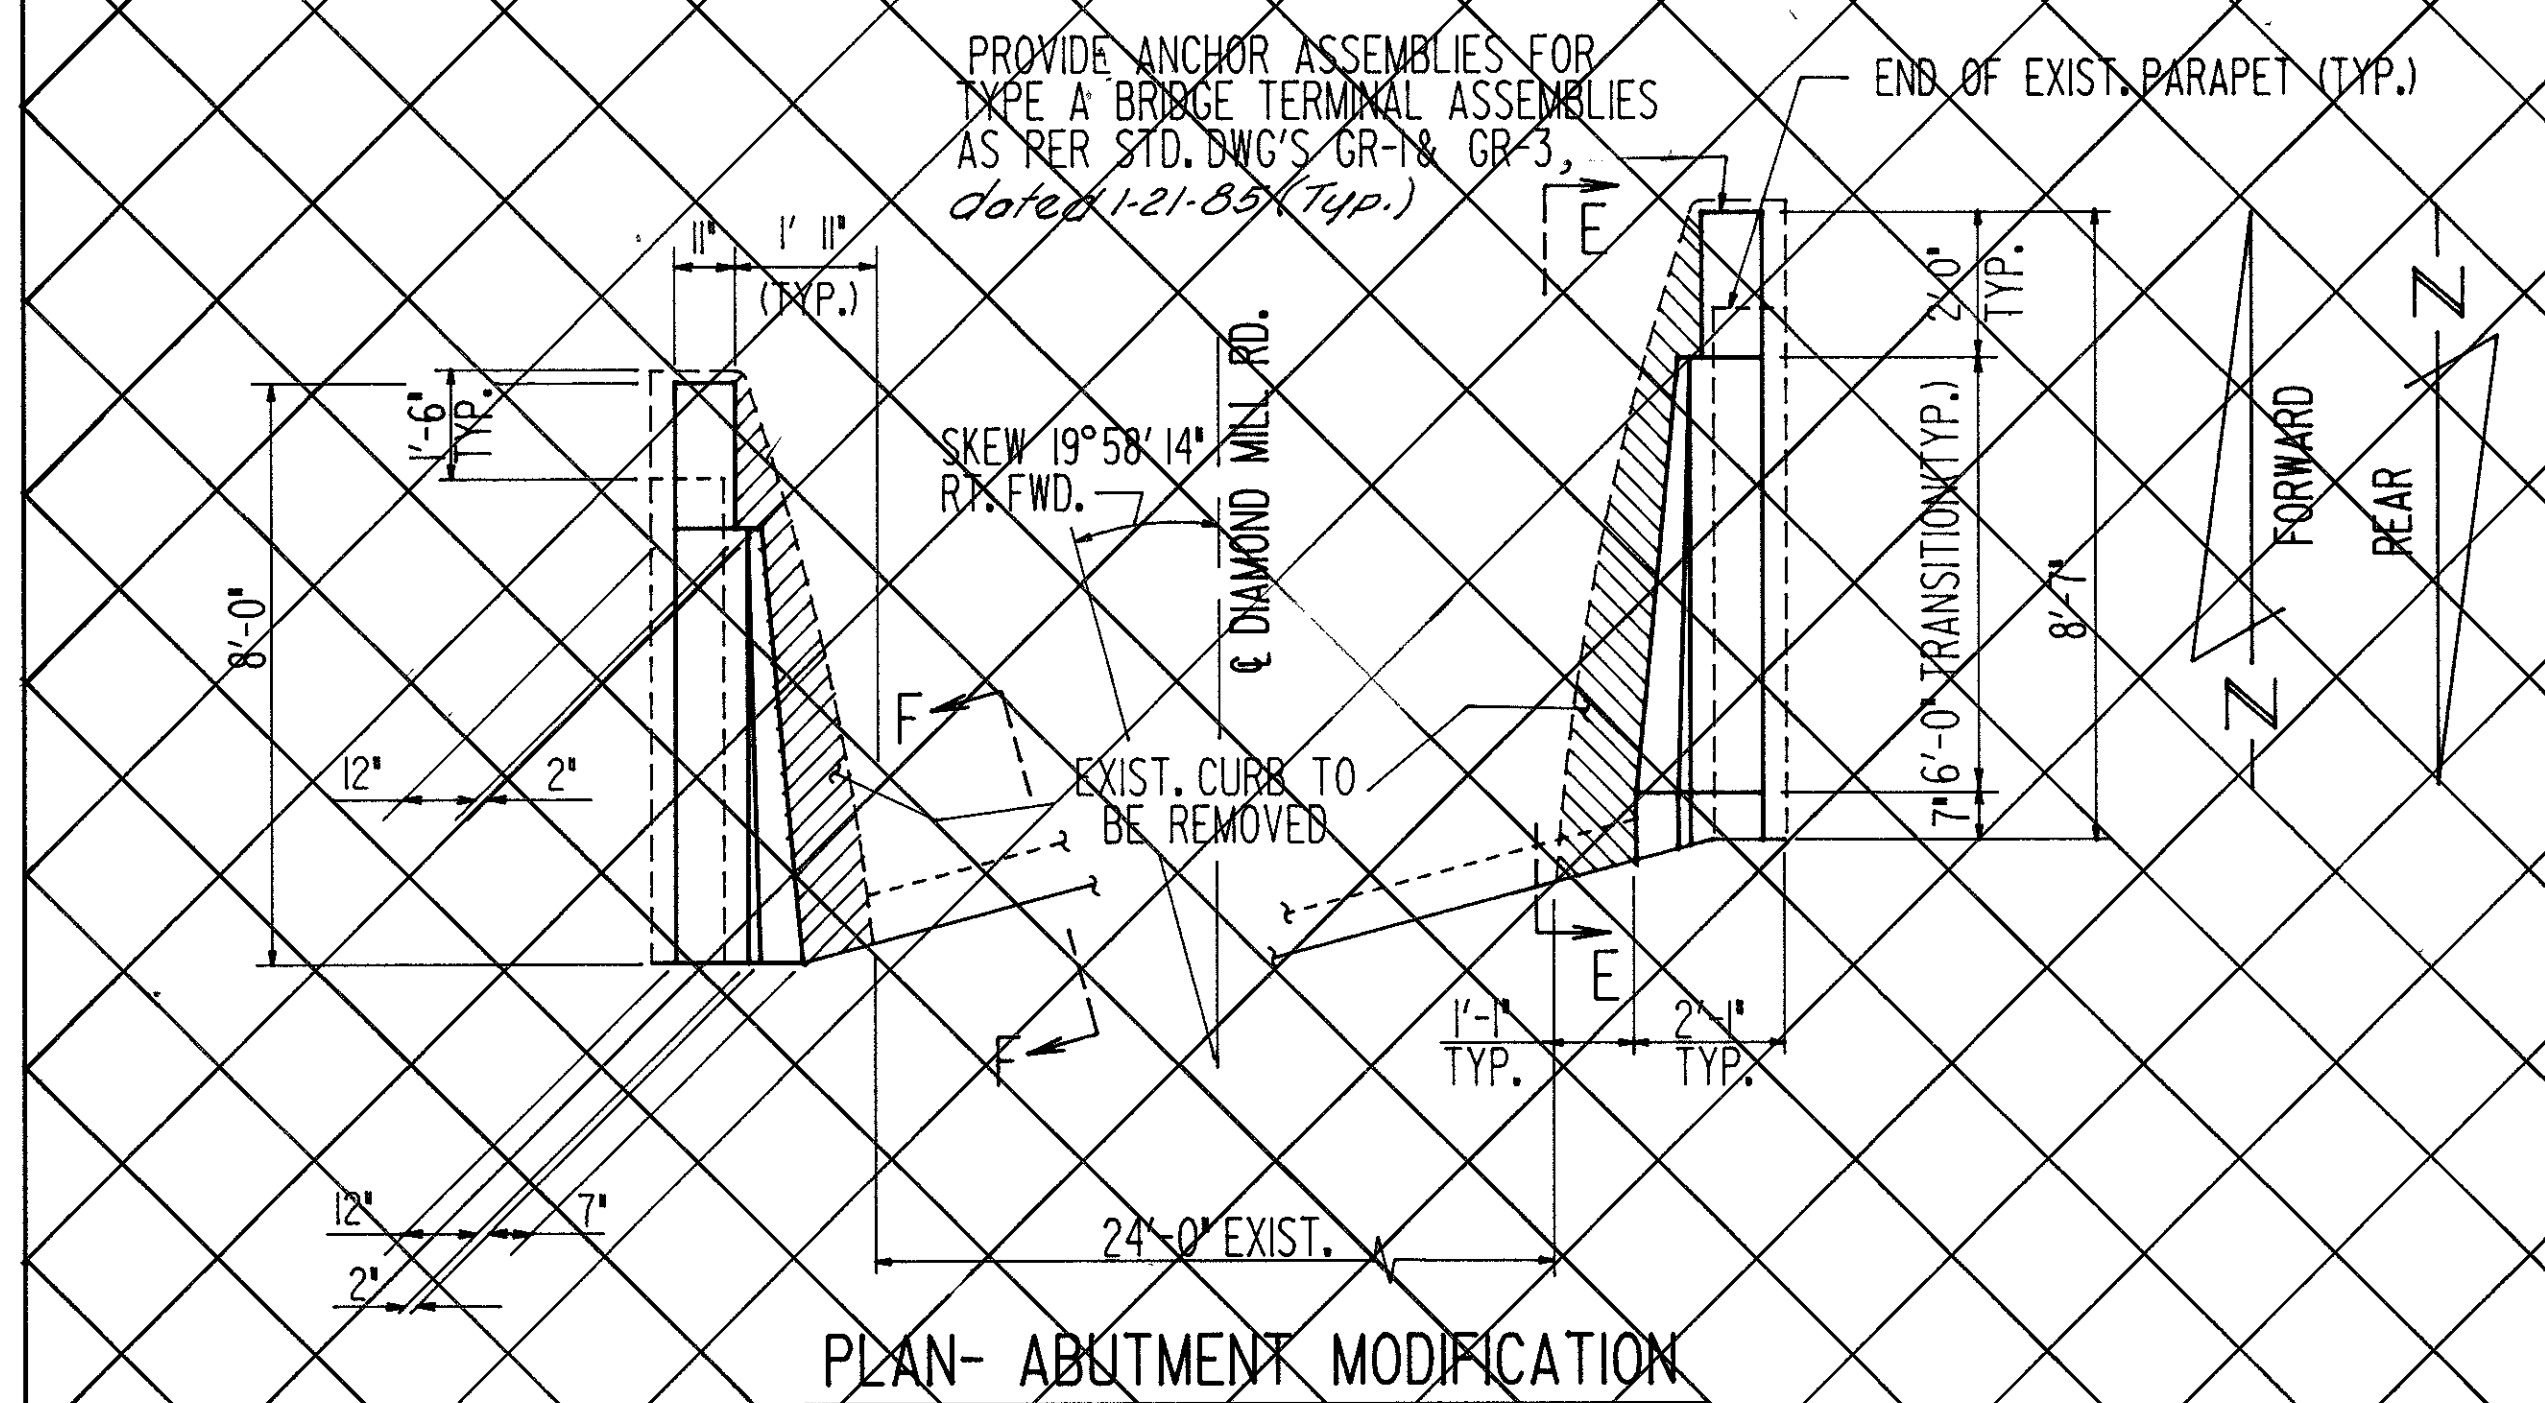 PROVIDE ANCHOR ASSEMBLIES FOR
TYPE A BRIDGE TERMINAL ASSEMBLIES
AS PER STD. DWG'S GR-1 & GR-3,
dated 1-21-85 (Typ.)
END OF EXIST. PARAPET (TYP.)
E
11"
1' 11"
(TYP.)
2'-0"
TYP.
Z
1'-6"
TYP.
SKEW 19°58'14"
RT. FWD.
℄ DIAMOND MILL RD.
6'-0" TRANSITION(TYP.)
8'-7"
FORWARD
REAR
8'-0"
F
Z
12"
2"
EXIST. CURB TO
BE REMOVED
7"
E
F
1'-1"
TYP.
2'-1"
TYP.
12"
7"
2"
24'-0" EXIST.
PLAN- ABUTMENT MODIFICATION